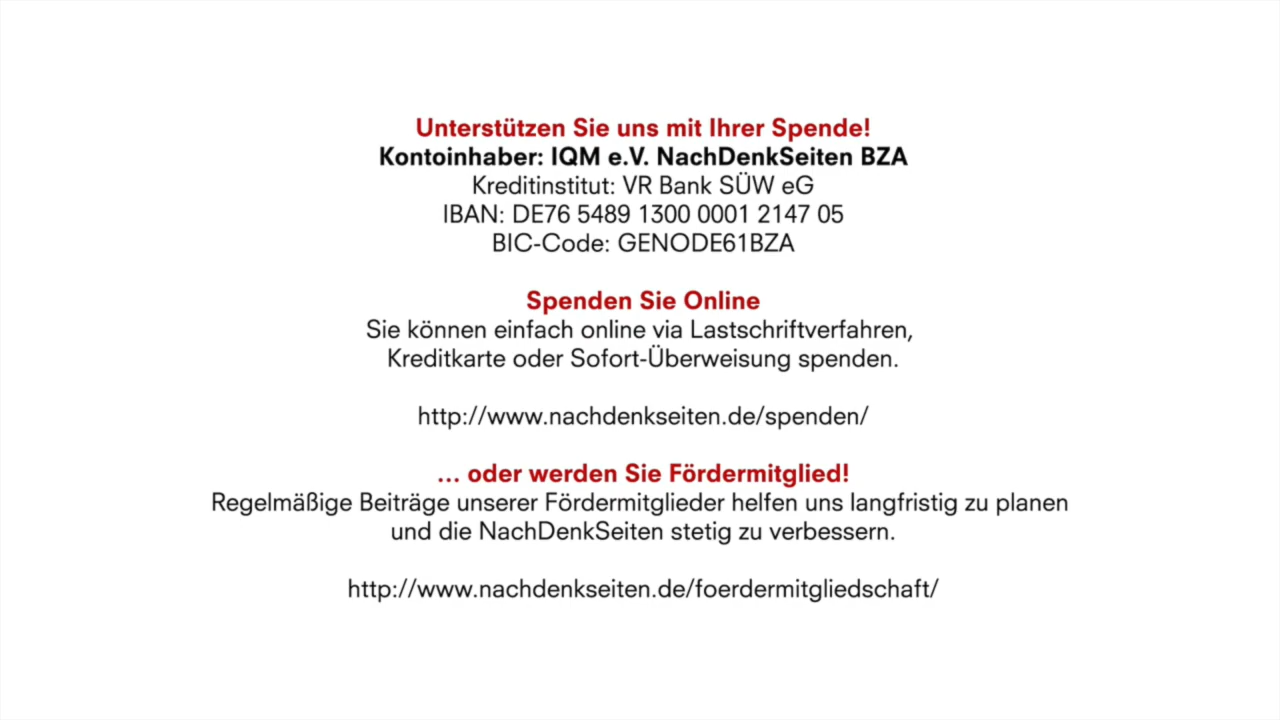 Unterstützen Sie uns mit Ihrer Spende!
Kontoinhaber: IQM e.V. NachDenkSeiten BZA
Kreditinstitut: VR Bank SÜW eG
IBAN: DE76 5489 1300 0001 2147 05
BIC-Code: GENODE61BZA
Spenden Sie Online
Sie können einfach online via Lastschriftverfahren,
Kreditkarte oder Sofort-Überweisung spenden.
http://www.nachdenkseiten.de/spenden/
... oder werden Sie Fördermitglied!
Regelmäßige Beiträge unserer Fördermitglieder helfen uns langfristig zu planen
und die NachDenkSeiten stetig zu verbessern.
http://www.nachdenkseiten.de/foerdermitgliedschaft/